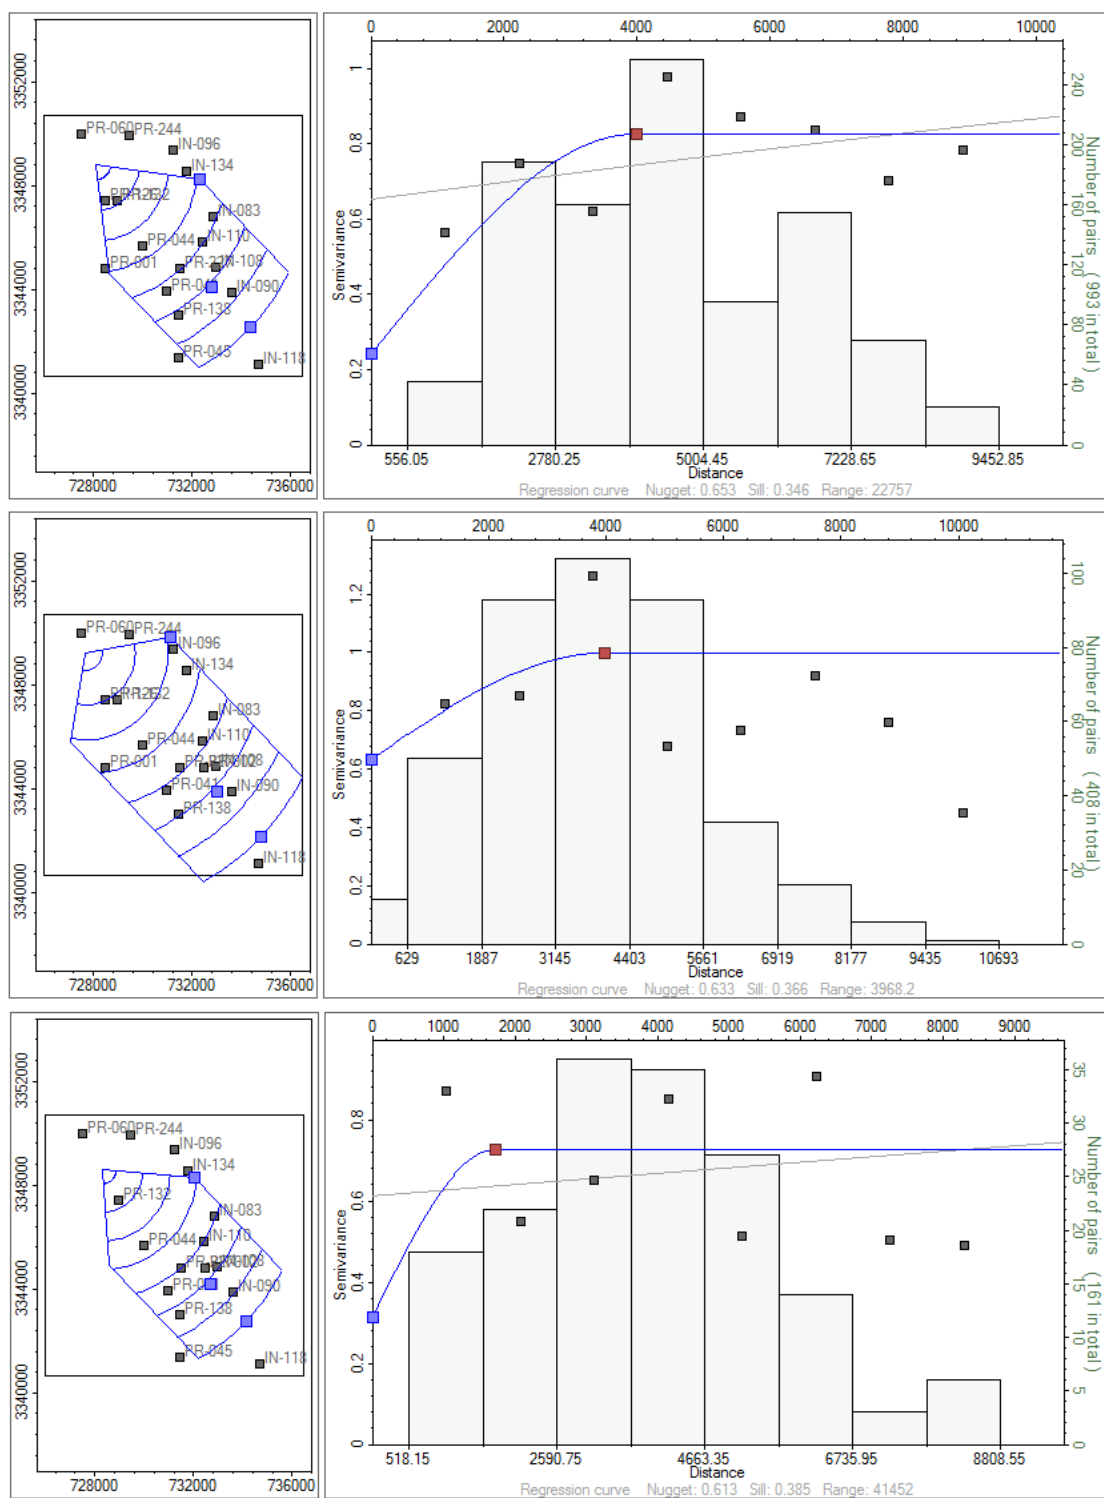 3352000
3348000
3344000
3340000
728000
732000
736000
PR-060
PR-244
IN-096
IN-134
IN-083
IN-110
PR-044
PR-001
IN-108
IN-090
PR-138
PR-045
IN-118
0
2000
4000
6000
8000
10000
1
0.8
0.6
0.4
0.2
0
Semivariance
240
200
160
120
80
40
0
Number of pairs (993 in total)
556.05
2780.25
5004.45
7228.65
9452.85
Distance
Regression curve Nugget: 0.653 Sill: 0.346 Range: 22757
3352000
3348000
3344000
3340000
728000
732000
736000
PR-060
PR-244
IN-096
IN-134
IN-083
IN-110
PR-044
PR-001
PR-041
IN-090
PR-138
IN-118
0
2000
4000
6000
8000
10000
1.2
1
0.8
0.6
0.4
0.2
0
Semivariance
100
80
60
40
20
0
Number of pairs (408 in total)
629
1887
3145
4403
5661
6919
8177
9435
10693
Distance
Regression curve Nugget: 0.633 Sill: 0.366 Range: 3968.2
3352000
3348000
3344000
3340000
728000
732000
736000
PR-060
PR-244
IN-096
IN-134
PR-132
IN-083
IN-110
PR-044
IN-090
PR-138
PR-045
IN-118
0
1000
2000
3000
4000
5000
6000
7000
8000
9000
0.8
0.6
0.4
0.2
0
Semivariance
35
30
25
20
15
10
5
0
Number of pairs (161 in total)
518.15
2590.75
4663.35
6735.95
8808.55
Distance
Regression curve Nugget: 0.613 Sill: 0.385 Range: 41452